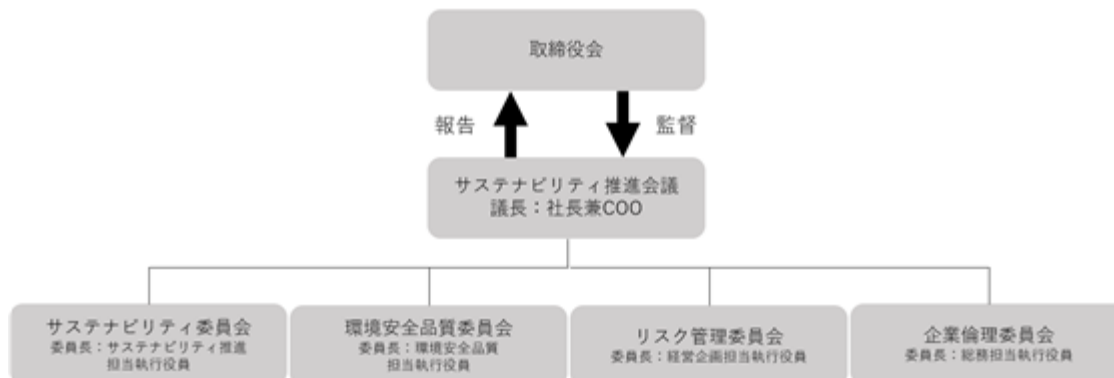 取締役会
報告
監督
サステナビリティ推進会議
議長：社長兼COO
サステナビリティ委員会
委員長：サステナビリティ推進
担当執行役員
環境安全品質委員会
委員長：環境安全品質
担当執行役員
リスク管理委員会
委員長：経営企画担当執行役員
企業倫理委員会
委員長：総務担当執行役員